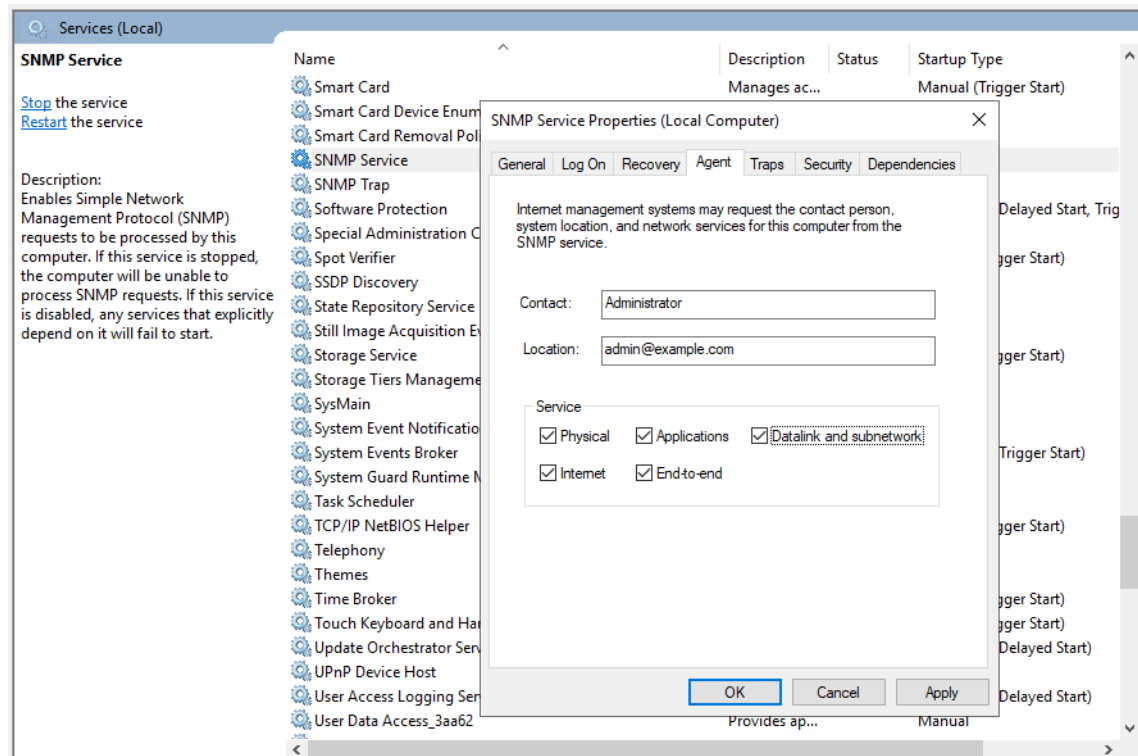 Services (Local)
SNMP Service
Stop the service
Restart the service
Description:
Enables Simple Network
Management Protocol (SNMP)
requests to be processed by this
computer. If this service is stopped,
the computer will be unable to
process SNMP requests. If this service
is disabled, any services that explicitly
depend on it will fail to start.
Name Description Status Startup Type
Smart Card Manages ac... Manual (Trigger Start)
Smart Card Device Enum
Smart Card Removal Poli
SNMP Service
SNMP Trap
Software Protection Delayed Start, Trig
Special Administration C
Spot Verifier gger Start)
SSDP Discovery
State Repository Service
Still Image Acquisition Ev
Storage Service gger Start)
Storage Tiers Manageme
SysMain
System Event Notificatio
System Events Broker Trigger Start)
System Guard Runtime M
Task Scheduler
TCP/IP NetBIOS Helper gger Start)
Telephony
Themes
Time Broker gger Start)
Touch Keyboard and Har gger Start)
Update Orchestrator Serv Delayed Start)
UPnP Device Host
User Access Logging Ser Delayed Start)
User Data Access_3aa62 Provides ap... Manual
SNMP Service Properties (Local Computer)
General Log On Recovery Agent Traps Security Dependencies
Internet management systems may request the contact person,
system location, and network services for this computer from the
SNMP service.
Contact: Administrator
Location: admin@example.com
Service
Physical Applications Datalink and subnetwork
Internet End-to-end
OK Cancel Apply